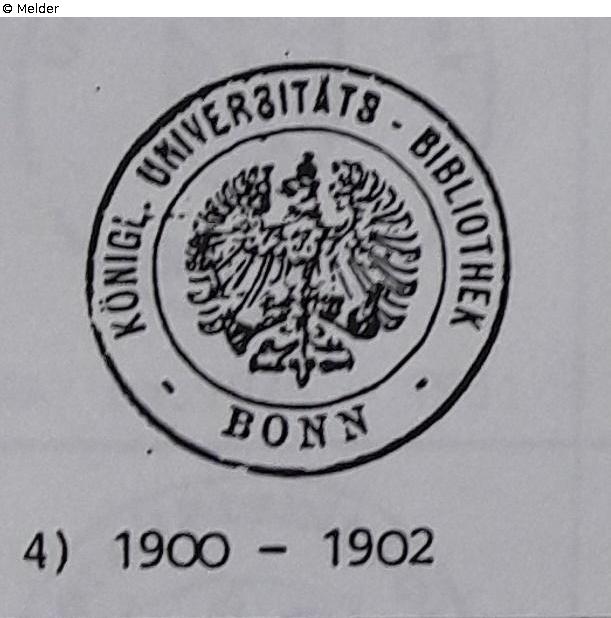 © Melder
KÖNIGL. UNIVERSITÄTS - BIBLIOTHEK
- BONN -
4) 1900 - 1902